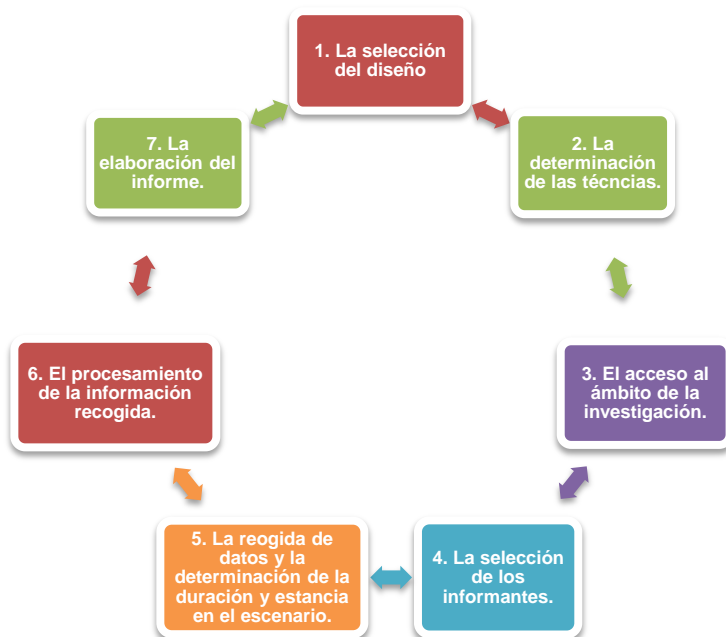 1. La selección
del diseño
2. La
determinación
de las técncias.
3. El acceso al
ámbito de la
investigación.
4. La selección
de los
informantes.
5. La reogida de
datos y la
determinación de la
duración y estancia
en el escenario.
6. El procesamiento
de la información
recogida.
7. La
elaboración del
informe.